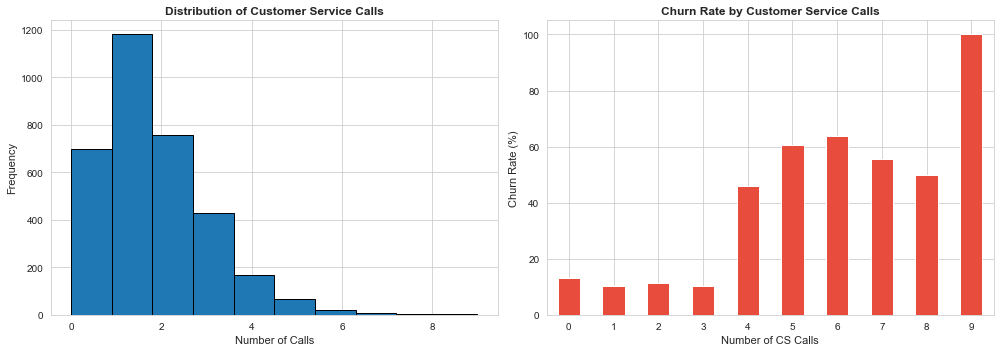 Distribution of Customer Service Calls
1200
1000
800
600
400
200
0
Frequency
0 2 4 6 8
Number of Calls
Churn Rate by Customer Service Calls
100
80
60
40
20
0
Churn Rate (%)
0 1 2 3 4 5 6 7 8 9
Number of CS Calls